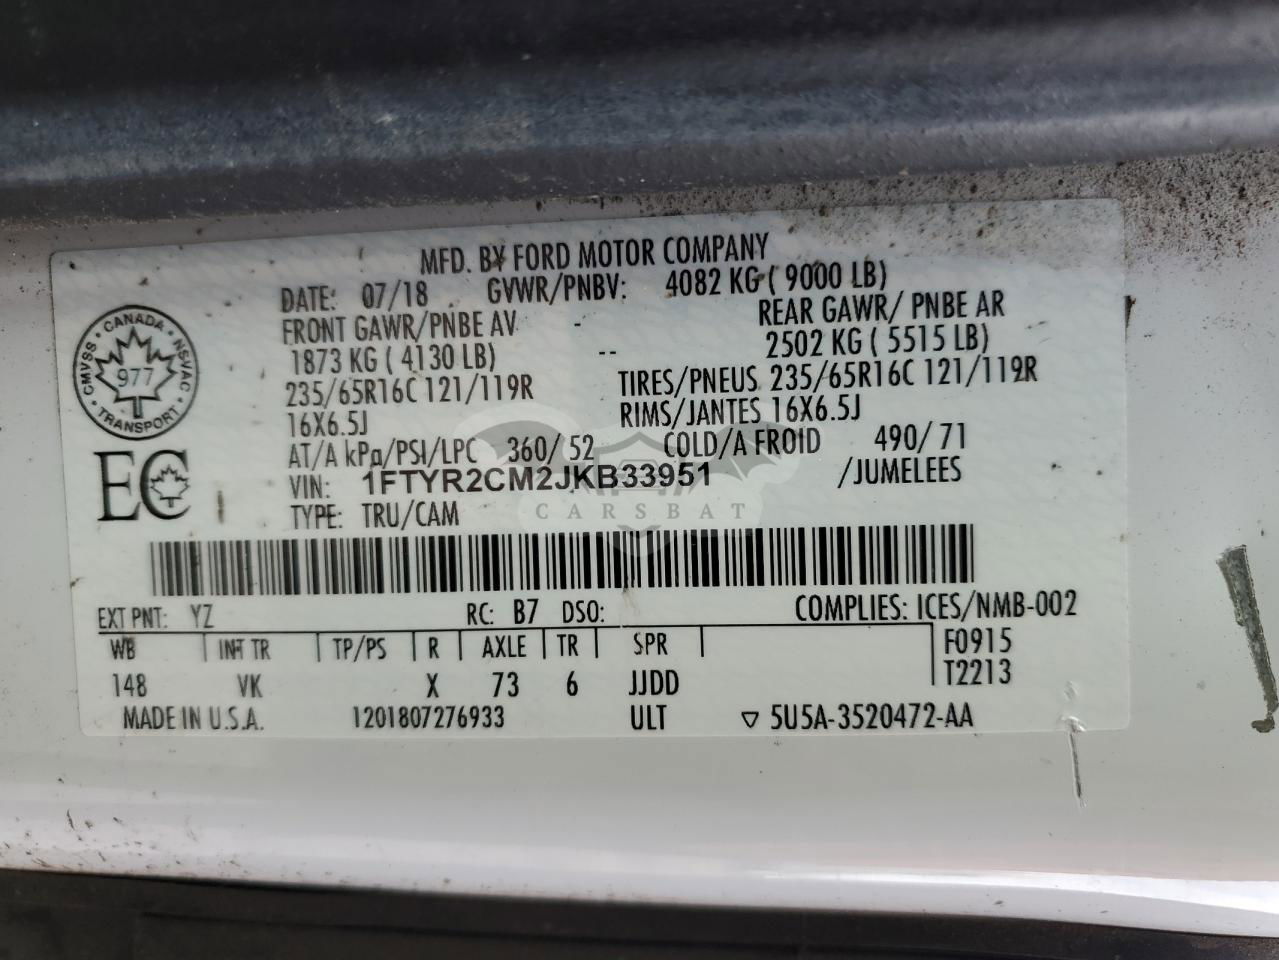 MFD. BY FORD MOTOR COMPANY
DATE: 07/18 GVWR/PNBV: 4082 KG ( 9000 LB)
FRONT GAWR/PNBE AV - REAR GAWR/ PNBE AR
1873 KG ( 4130 LB) -- 2502 KG ( 5515 LB)
235/65R16C 121/119R TIRES/PNEUS 235/65R16C 121/119R
16X6.5J RIMS/JANTES 16X6.5J
AT/A kPa/PSI/LPC 360/ 52 COLD/A FROID 490/ 71
VIN: 1FTYR2CM2JKB33951 /JUMELEES
TYPE: TRU/CAM
CARSBAT
CANADA
CMVSS 977 NSVAC
TRANSPORT
EC
EXT PNT: YZ RC: B7 DSO: COMPLIES: ICES/NMB-002
WB INT TR TP/PS R AXLE TR SPR F0915
148 VK X 73 6 JJDD T2213
MADE IN U.S.A. 1201807276933 ULT ▽ 5U5A-3520472-AA